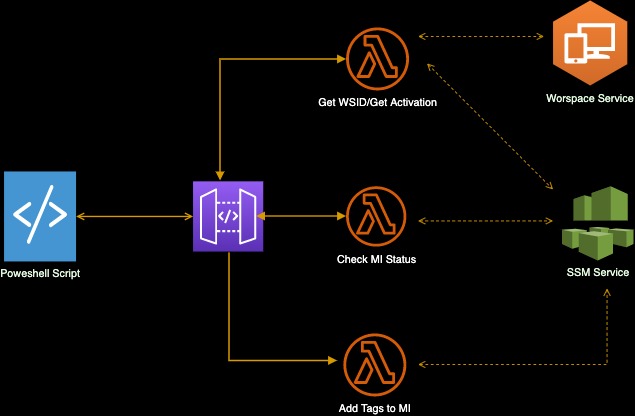 Get WSID/Get Activation
Worspace Service
Poweshell Script
</>
Check MI Status
SSM Service
Add Tags to MI